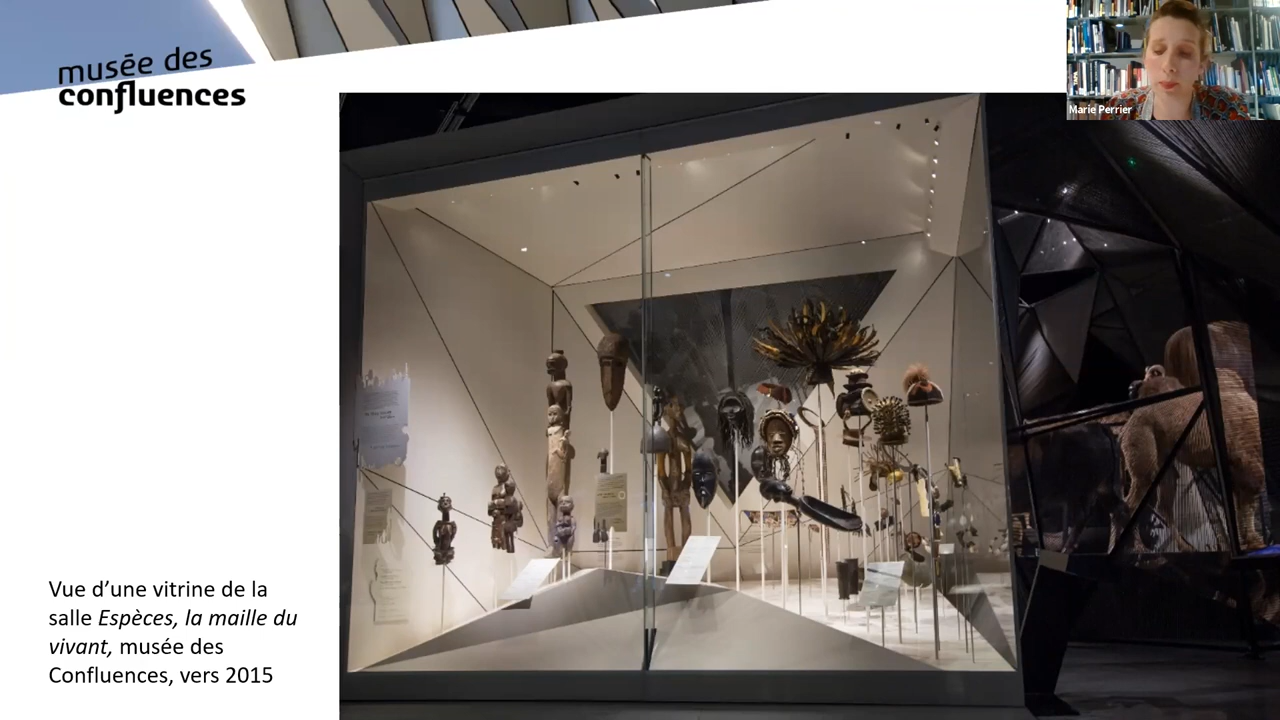 musée des
confluences
Marie Perrier
Vue d’une vitrine de la
salle Espèces, la maille du
vivant, musée des
Confluences, vers 2015